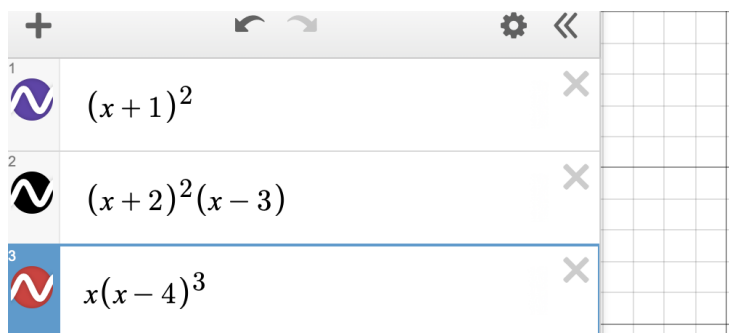 1
(x + 1)²
2
(x + 2)²(x − 3)
3
x(x − 4)³